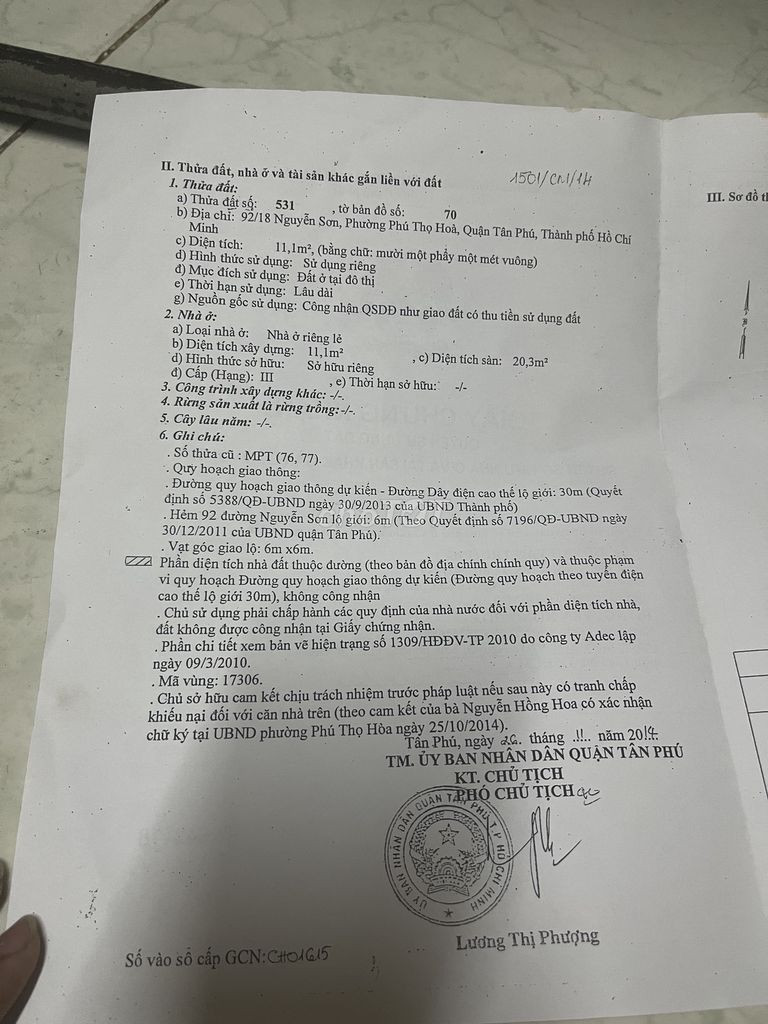 II. Thửa đất, nhà ở và tài sản khác gắn liền với đất
1501/CM/1H
III. Sơ đồ th
1. Thửa đất:
a) Thửa đất số: 531 , tờ bản đồ số: 70
b) Địa chỉ: 92/18 Nguyễn Sơn, Phường Phú Thọ Hoà, Quận Tân Phú, Thành phố Hồ Chí
Minh
c) Diện tích: 11,1m², (bằng chữ: mười một phẩy một mét vuông)
d) Hình thức sử dụng: Sử dụng riêng
đ) Mục đích sử dụng: Đất ở tại đô thị
e) Thời hạn sử dụng: Lâu dài
g) Nguồn gốc sử dụng: Công nhận QSDĐ như giao đất có thu tiền sử dụng đất
2. Nhà ở:
a) Loại nhà ở: Nhà ở riêng lẻ
b) Diện tích xây dựng: 11,1m² , c) Diện tích sàn: 20,3m²
d) Hình thức sở hữu: Sở hữu riêng
đ) Cấp (Hạng): III , e) Thời hạn sở hữu: -/-
3. Công trình xây dựng khác: -/-.
4. Rừng sản xuất là rừng trồng:-/-.
5. Cây lâu năm: -/-.
6. Ghi chú:
. Số thửa cũ : MPT (76, 77).
. Quy hoạch giao thông:
. Đường quy hoạch giao thông dự kiến - Đường Dây điện cao thế lộ giới: 30m (Quyết
định số 5388/QĐ-UBND ngày 30/9/2013 của UBND Thành phố)
. Hẻm 92 đường Nguyễn Sơn lộ giới: 6m (Theo Quyết định số 7196/QĐ-UBND ngày
30/12/2011 của UBND quận Tân Phú).
. Vạt góc giao lộ: 6m x6m.
Phần diện tích nhà đất thuộc đường (theo bản đồ địa chính chính quy) và thuộc phạm
vi quy hoạch Đường quy hoạch giao thông dự kiến (Đường quy hoạch theo tuyến điện
cao thế lộ giới 30m), không công nhận
. Chủ sử dụng phải chấp hành các quy định của nhà nước đối với phần diện tích nhà,
đất không được công nhận tại Giấy chứng nhận.
. Phần chi tiết xem bản vẽ hiện trạng số 1309/HĐĐV-TP 2010 do công ty Adec lập
ngày 09/3/2010.
. Mã vùng: 17306.
. Chủ sở hữu cam kết chịu trách nhiệm trước pháp luật nếu sau này có tranh chấp
khiếu nại đối với căn nhà trên (theo cam kết của bà Nguyễn Hồng Hoa có xác nhận
chữ ký tại UBND phường Phú Thọ Hòa ngày 25/10/2014).
Tân Phú, ngày 26. tháng .11.. năm 2014.
TM. ỦY BAN NHÂN DÂN QUẬN TÂN PHÚ
KT. CHỦ TỊCH
PHÓ CHỦ TỊCH
ỦY BAN NHÂN DÂN QUẬN TÂN PHÚ T.P HỒ CHÍ MINH
Lương Thị Phượng
Số vào sổ cấp GCN:CH01615